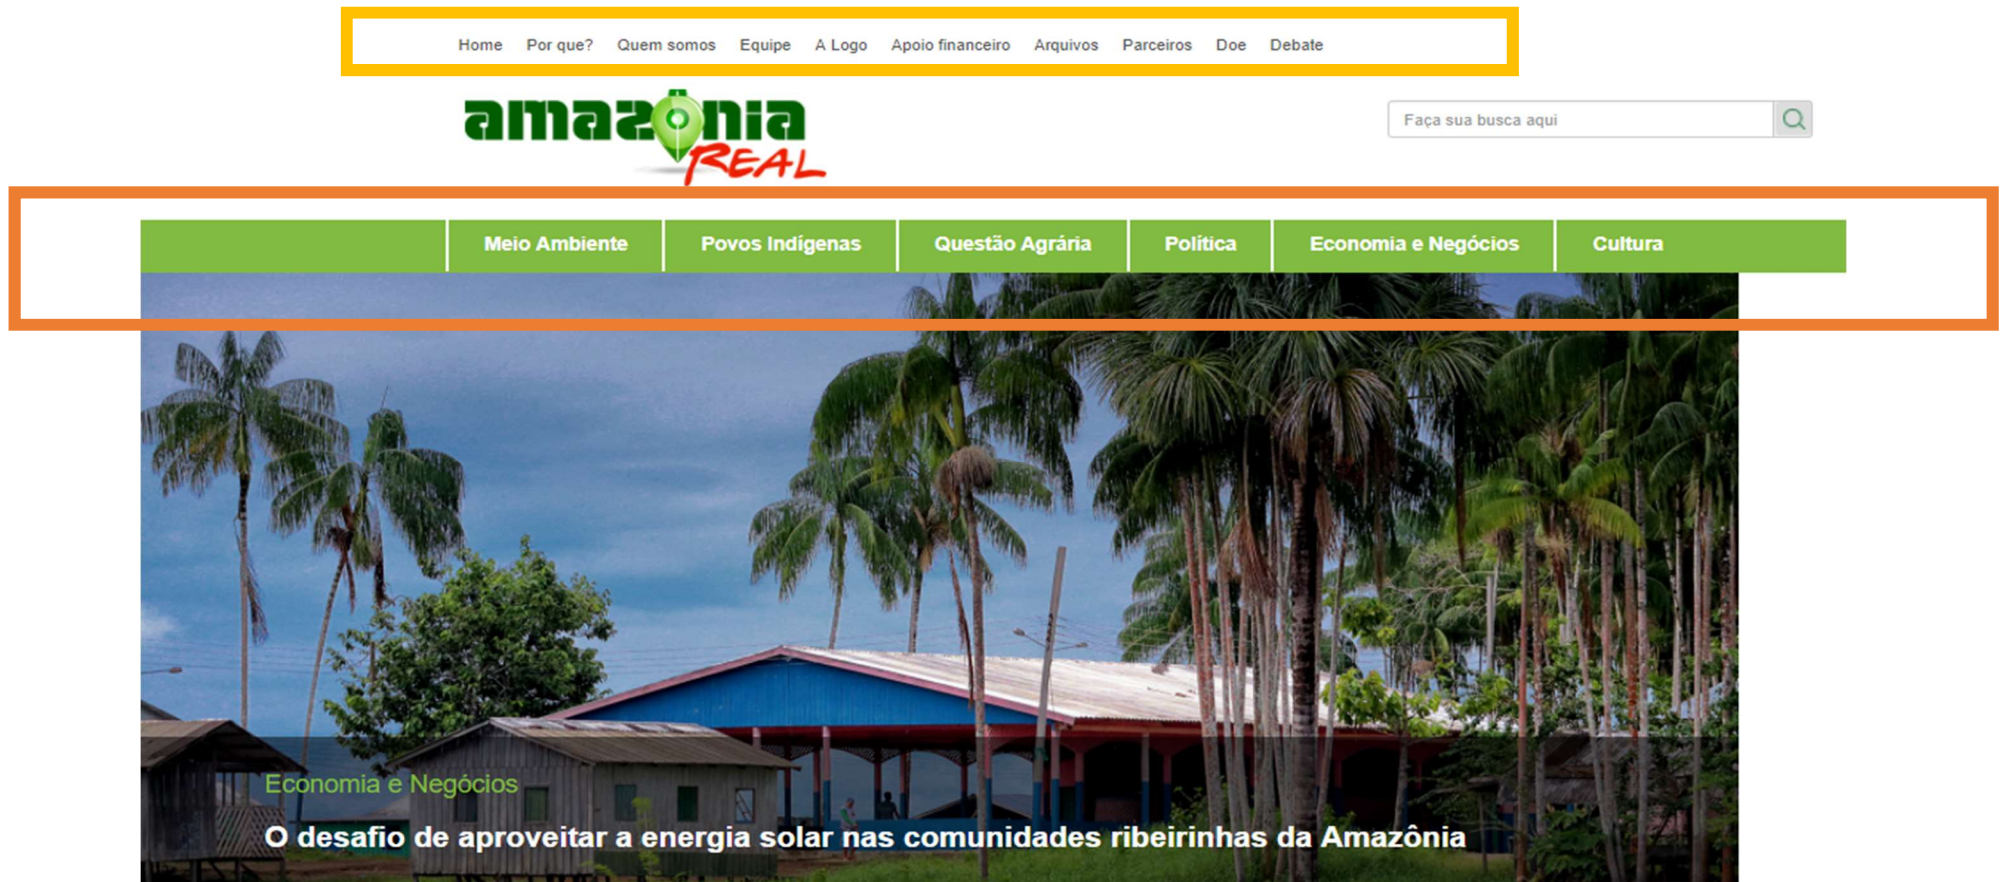 Home Por que? Quem somos Equipe A Logo Apoio financeiro Arquivos Parceiros Doe Debate
amazônia
REAL
Faça sua busca aqui
Meio Ambiente Povos Indígenas Questão Agrária Política Economia e Negócios Cultura
Economia e Negócios
O desafio de aproveitar a energia solar nas comunidades ribeirinhas da Amazônia